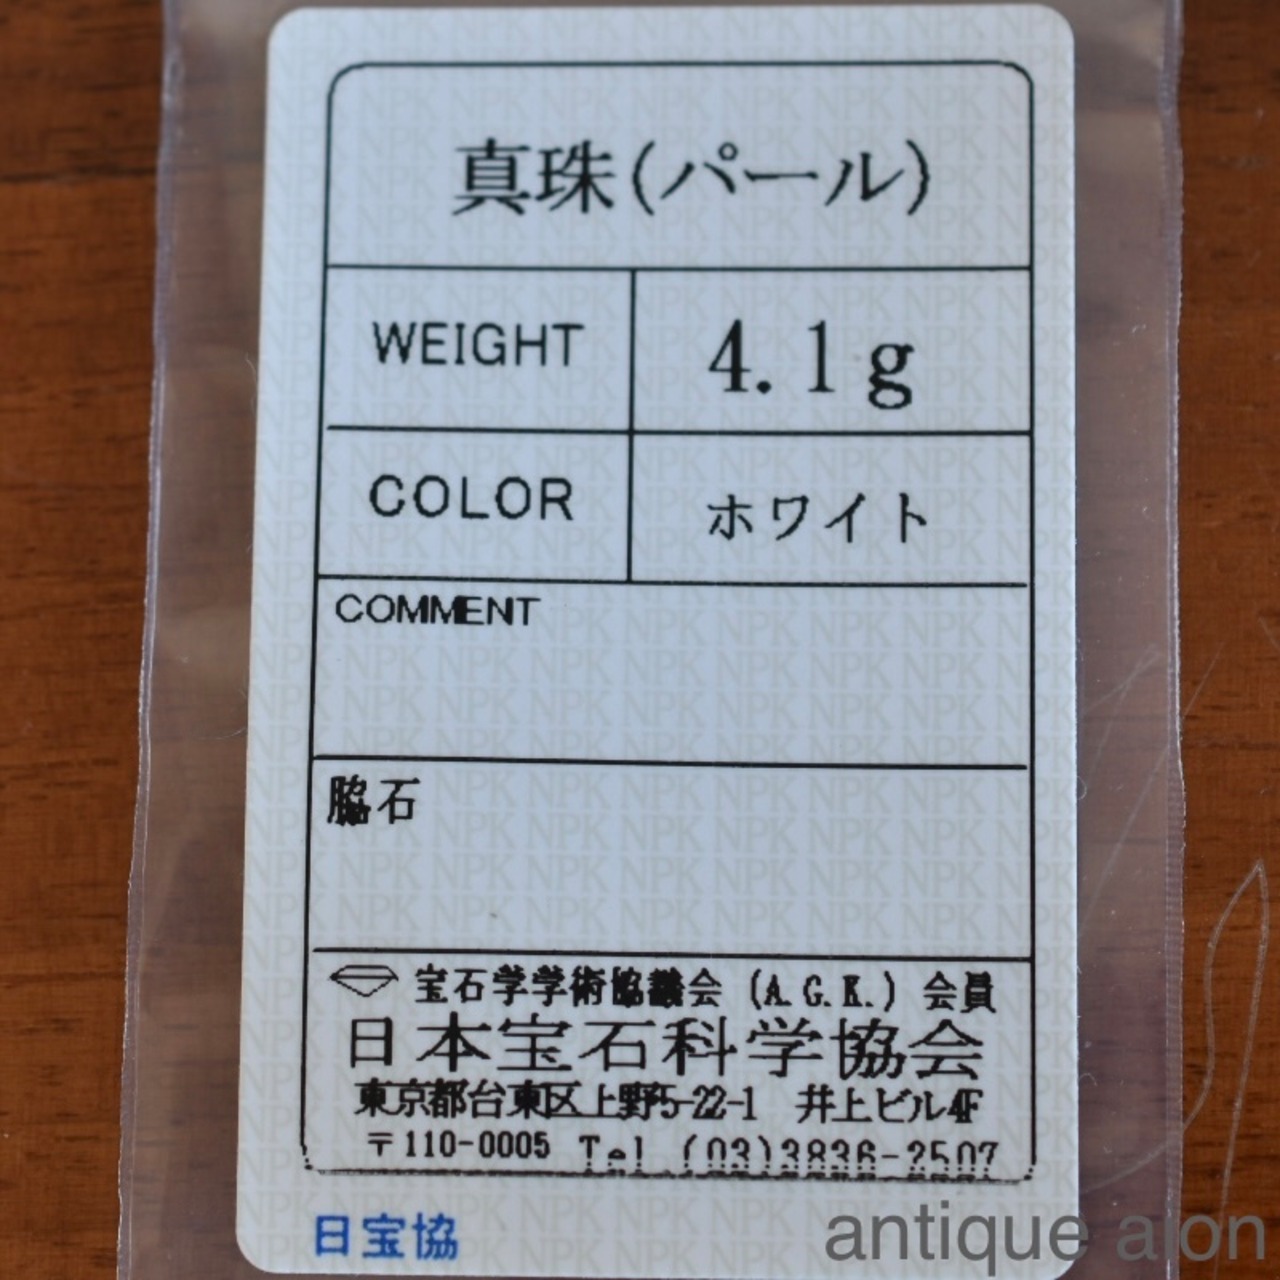 真珠(パール)
WEIGHT 4.1g
COLOR ホワイト
COMMENT
脇石
宝石学学術協議会 (A.G.K.) 会員
日本宝石科学協会
東京都台東区上野5-22-1 井上ビル4F
〒110-0005 Tel (03)3836-2507
日宝協
antique aion